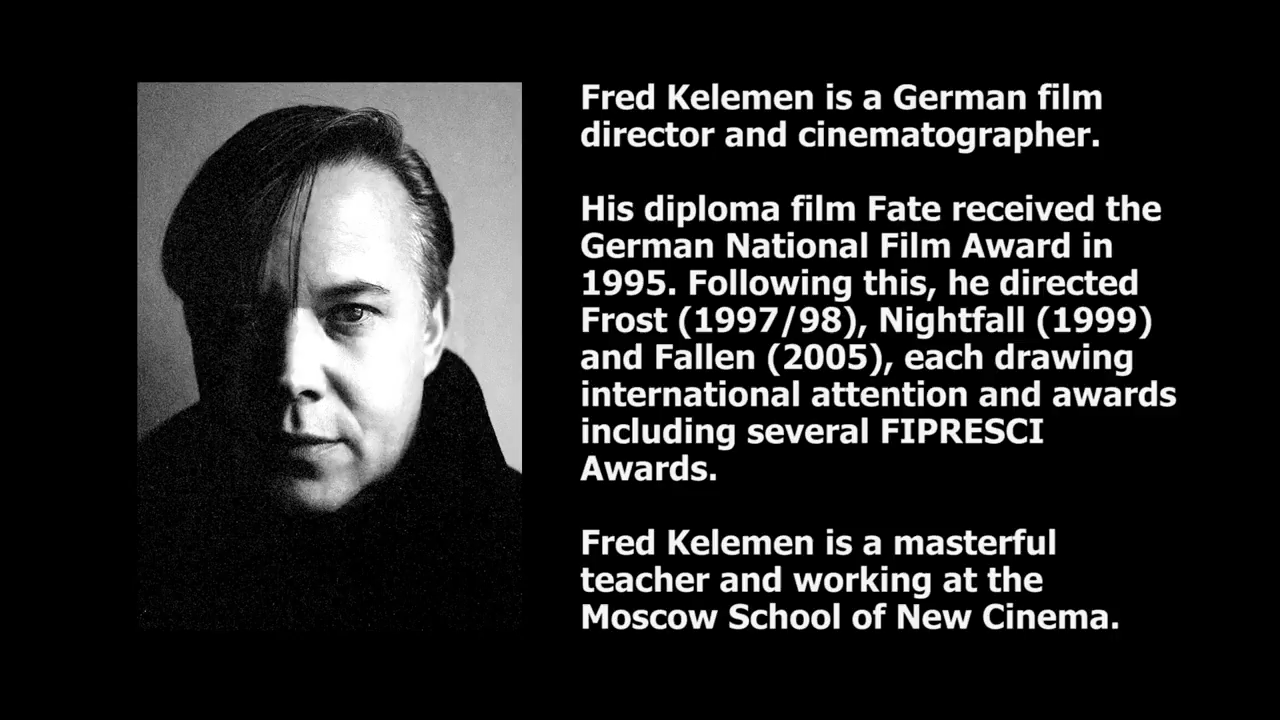 Fred Kelemen is a German film
director and cinematographer.
His diploma film Fate received the
German National Film Award in
1995. Following this, he directed
Frost (1997/98), Nightfall (1999)
and Fallen (2005), each drawing
international attention and awards
including several FIPRESCI
Awards.
Fred Kelemen is a masterful
teacher and working at the
Moscow School of New Cinema.